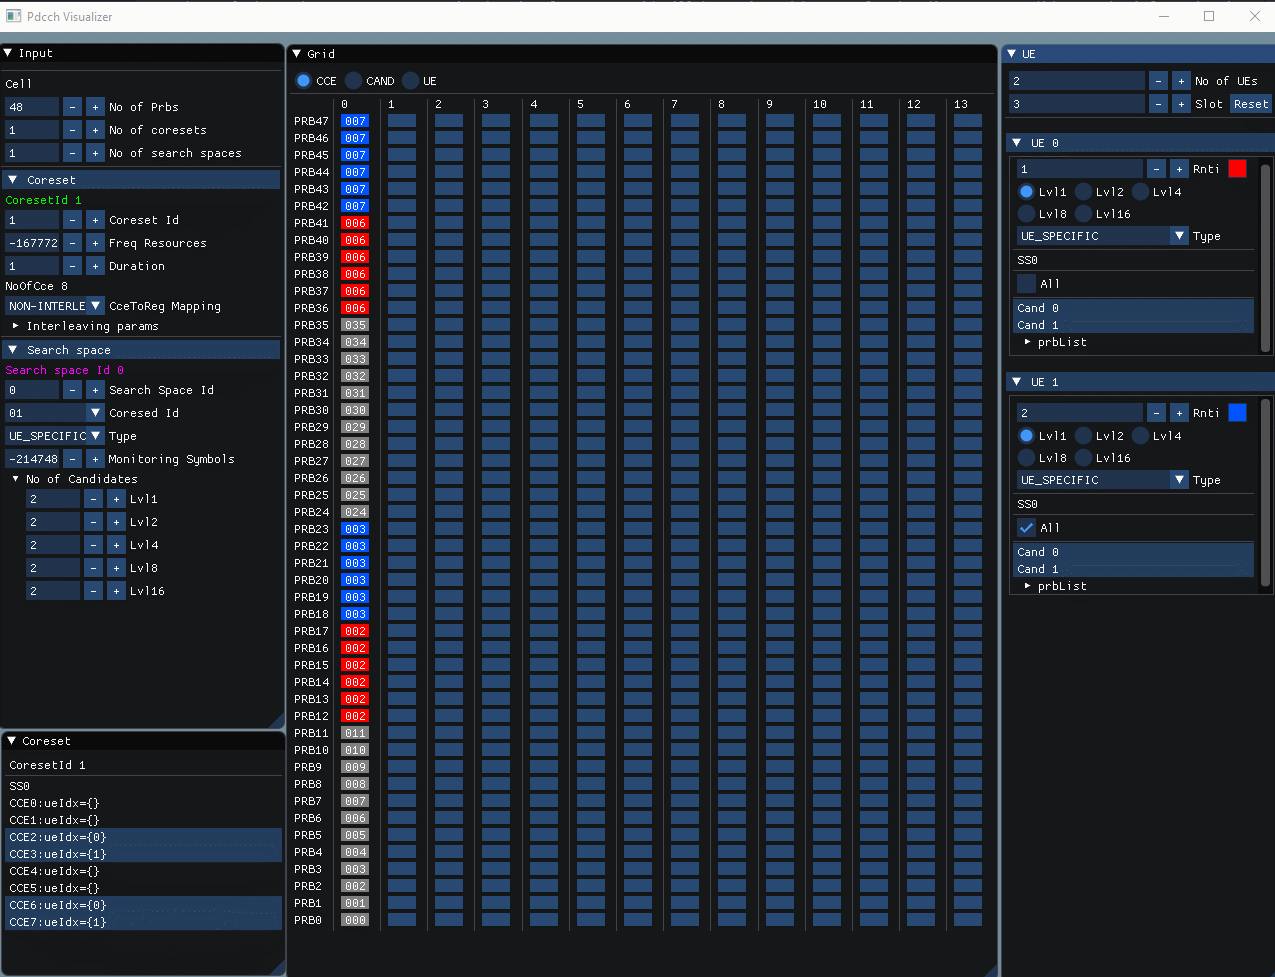 Pdcch Visualizer
Input
Cell
48 - + No of Prbs
1 - + No of coresets
1 - + No of search spaces
Coreset
CoresetId 1
1 - + Coreset Id
-167772 - + Freq Resources
1 - + Duration
NoOfCce 8
NON-INTERLE CceToReg Mapping
Interleaving params
Search space
Search space Id 0
0 - + Search Space Id
01 Coresed Id
UE_SPECIFIC Type
-214748 - + Monitoring Symbols
No of Candidates
2 - + Lvl1
2 - + Lvl2
2 - + Lvl4
2 - + Lvl8
2 - + Lvl16
Coreset
CoresetId 1
SS0
CCE0:ueIdx={}
CCE1:ueIdx={}
CCE2:ueIdx={0}
CCE3:ueIdx={1}
CCE4:ueIdx={}
CCE5:ueIdx={}
CCE6:ueIdx={0}
CCE7:ueIdx={1}
Grid
CCE CAND UE
0 1 2 3 4 5 6 7 8 9 10 11 12 13
PRB47 007
PRB46 007
PRB45 007
PRB44 007
PRB43 007
PRB42 007
PRB41 006
PRB40 006
PRB39 006
PRB38 006
PRB37 006
PRB36 006
PRB35 035
PRB34 034
PRB33 033
PRB32 032
PRB31 031
PRB30 030
PRB29 029
PRB28 028
PRB27 027
PRB26 026
PRB25 025
PRB24 024
PRB23 003
PRB22 003
PRB21 003
PRB20 003
PRB19 003
PRB18 003
PRB17 002
PRB16 002
PRB15 002
PRB14 002
PRB13 002
PRB12 002
PRB11 011
PRB10 010
PRB9 009
PRB8 008
PRB7 007
PRB6 006
PRB5 005
PRB4 004
PRB3 003
PRB2 002
PRB1 001
PRB0 000
UE
2 - + No of UEs
3 - + Slot Reset
UE 0
1 - + Rnti
Lvl1 Lvl2 Lvl4
Lvl8 Lvl16
UE_SPECIFIC Type
SS0
All
Cand 0
Cand 1
prbList
UE 1
2 - + Rnti
Lvl1 Lvl2 Lvl4
Lvl8 Lvl16
UE_SPECIFIC Type
SS0
All
Cand 0
Cand 1
prbList